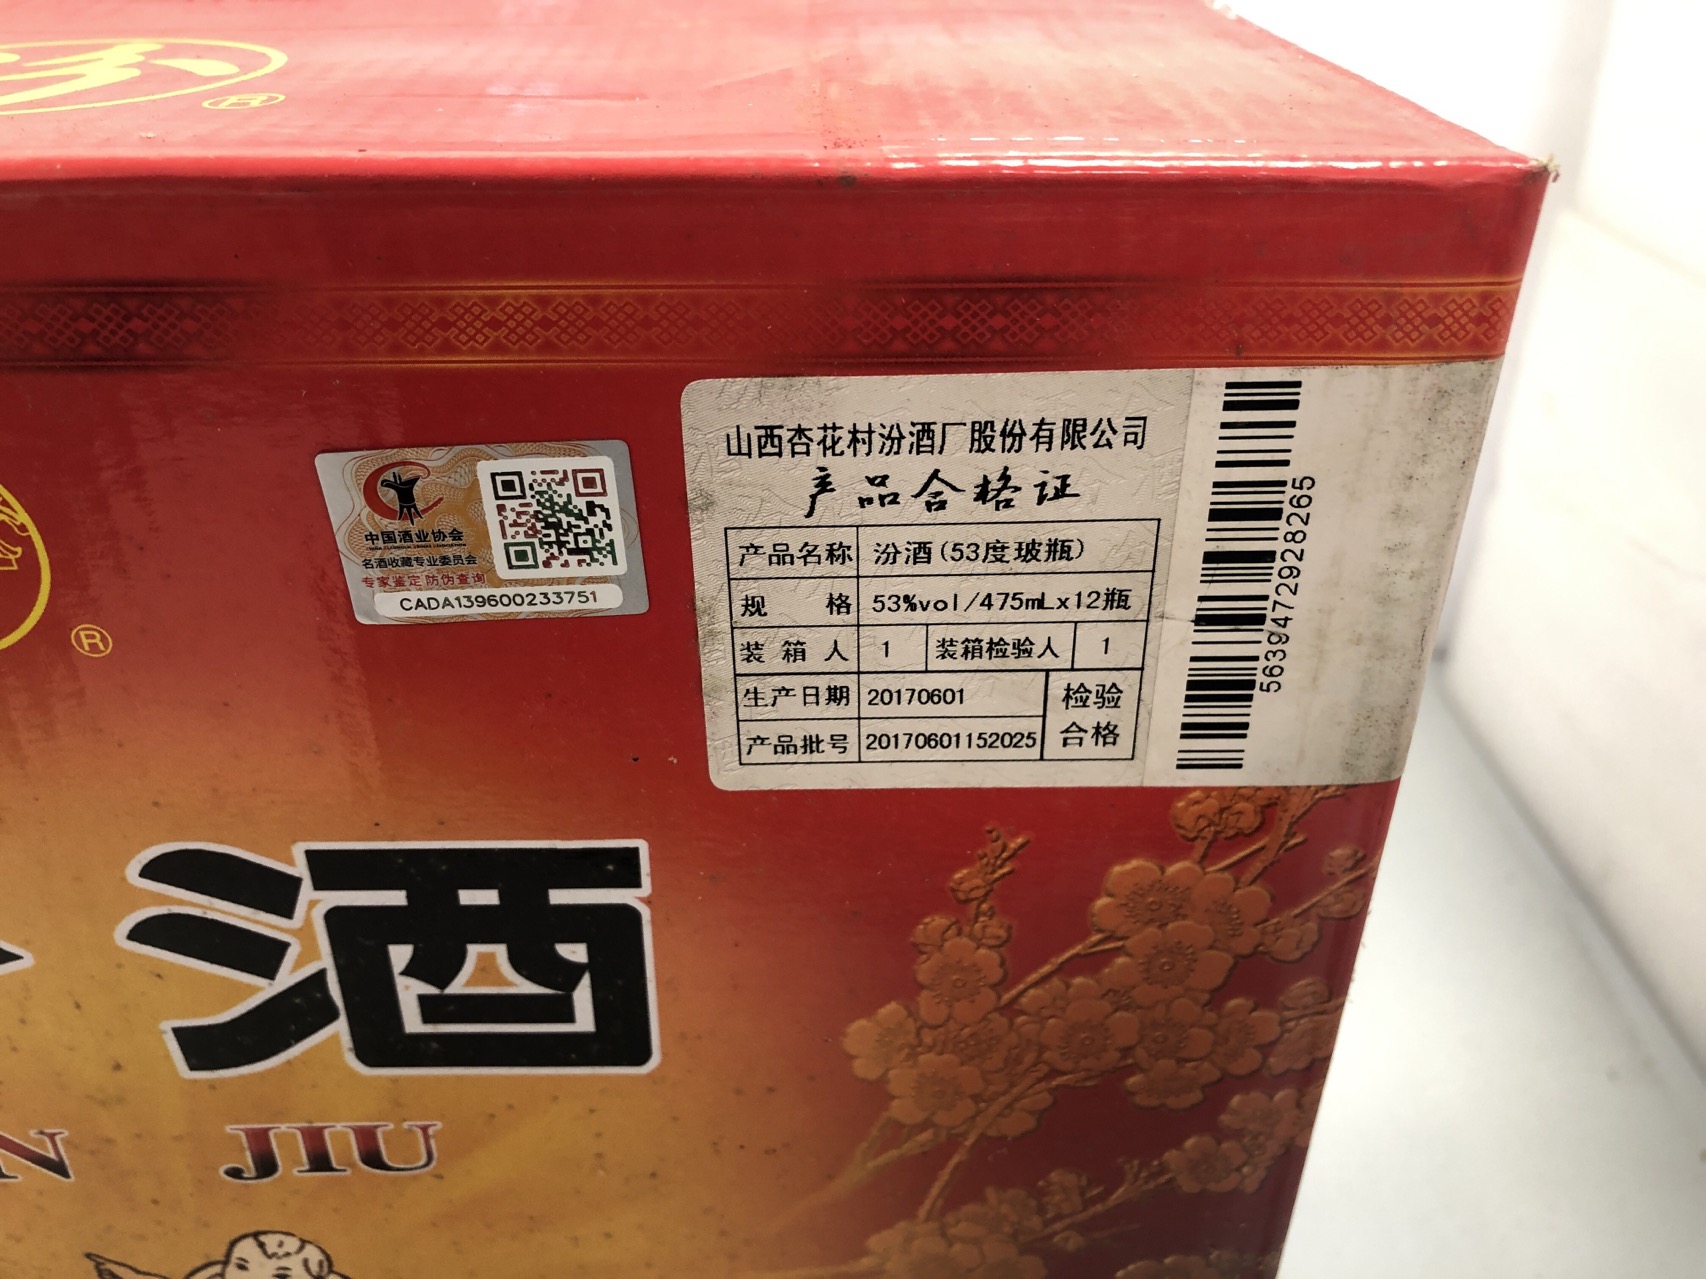 汾
®
®
中国酒业协会
名酒收藏专业委员会
专家鉴定 防伪查询
CADA139600233751
山西杏花村汾酒厂股份有限公司
产品合格证
产品名称 汾酒(53度玻瓶)
规 格 53%vol/475mLx12瓶
装箱人 1 装箱检验人 1
生产日期 20170601 检验
产品批号 20170601152025 合格
5639472928265
酒
N JIU